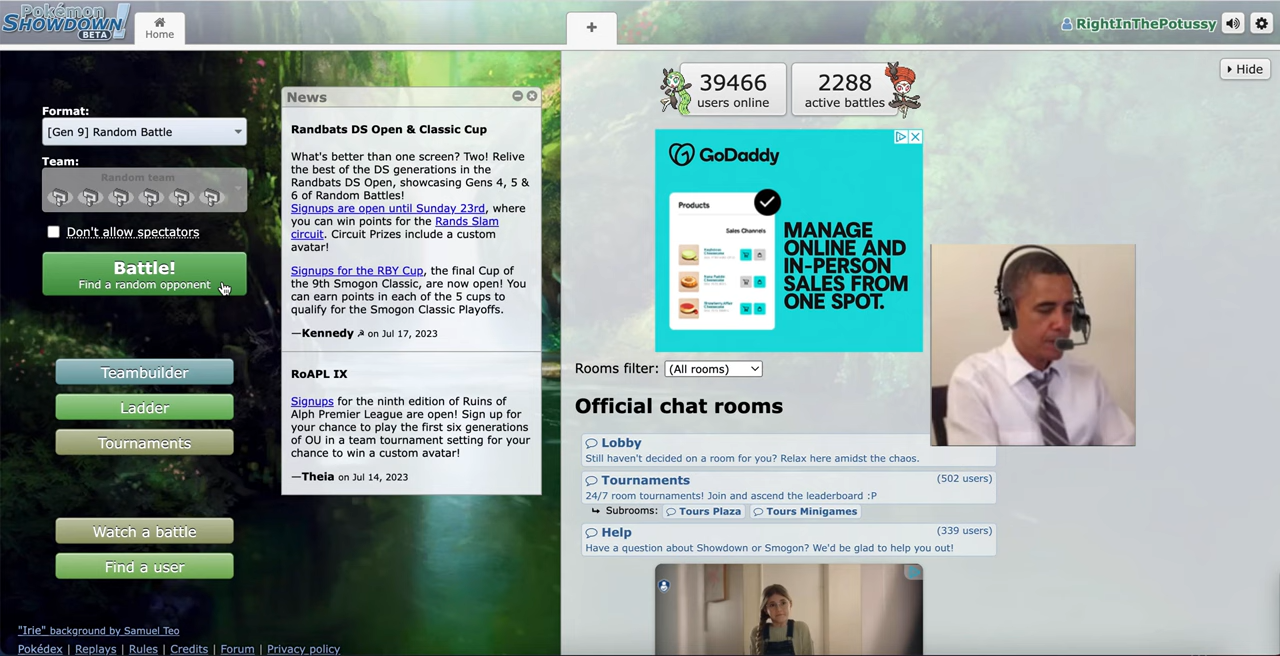 Pokémon
SHOWDOWN!
BETA
Home
+
RightInThePotussy
Format:
[Gen 9] Random Battle
Team:
Random team
Don't allow spectators
Battle!
Find a random opponent
Teambuilder
Ladder
Tournaments
Watch a battle
Find a user
"Irie" background by Samuel Teo
Pokédex | Replays | Rules | Credits | Forum | Privacy policy
News
Randbats DS Open & Classic Cup
What's better than one screen? Two! Relive
the best of the DS generations in the
Randbats DS Open, showcasing Gens 4, 5 &
6 of Random Battles!
Signups are open until Sunday 23rd, where
you can win points for the Rands Slam
circuit. Circuit Prizes include a custom
avatar!
Signups for the RBY Cup, the final Cup of
the 9th Smogon Classic, are now open! You
can earn points in each of the 5 cups to
qualify for the Smogon Classic Playoffs.
—Kennedy ☭ on Jul 17, 2023
RoAPL IX
Signups for the ninth edition of Ruins of
Alph Premier League are open! Sign up for
your chance to play the first six generations
of OU in a team tournament setting for your
chance to win a custom avatar!
—Theia on Jul 14, 2023
Hide
39466
users online
2288
active battles
GoDaddy
Products
Sales Channels
MANAGE
ONLINE AND
IN-PERSON
SALES FROM
ONE SPOT.
Rooms filter: (All rooms)
Official chat rooms
Lobby
Still haven't decided on a room for you? Relax here amidst the chaos.
Tournaments (502 users)
24/7 room tournaments! Join and ascend the leaderboard :P
Subrooms: Tours Plaza Tours Minigames
Help (339 users)
Have a question about Showdown or Smogon? We'd be glad to help you out!